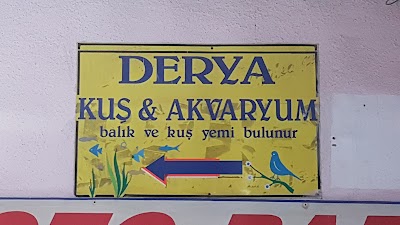 DERYA
KUŞ & AKVARYUM
balık ve kuş yemi bulunur